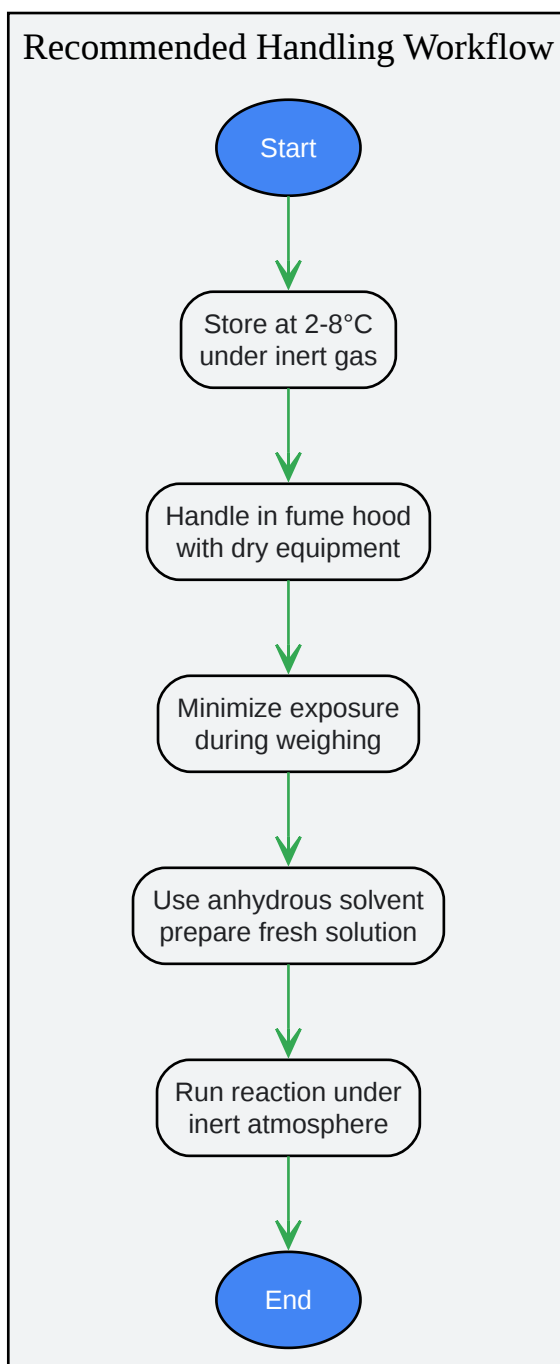 Recommended Handling Workflow
Start
Store at 2-8°C
under inert gas
Handle in fume hood
with dry equipment
Minimize exposure
during weighing
Use anhydrous solvent
prepare fresh solution
Run reaction under
inert atmosphere
End